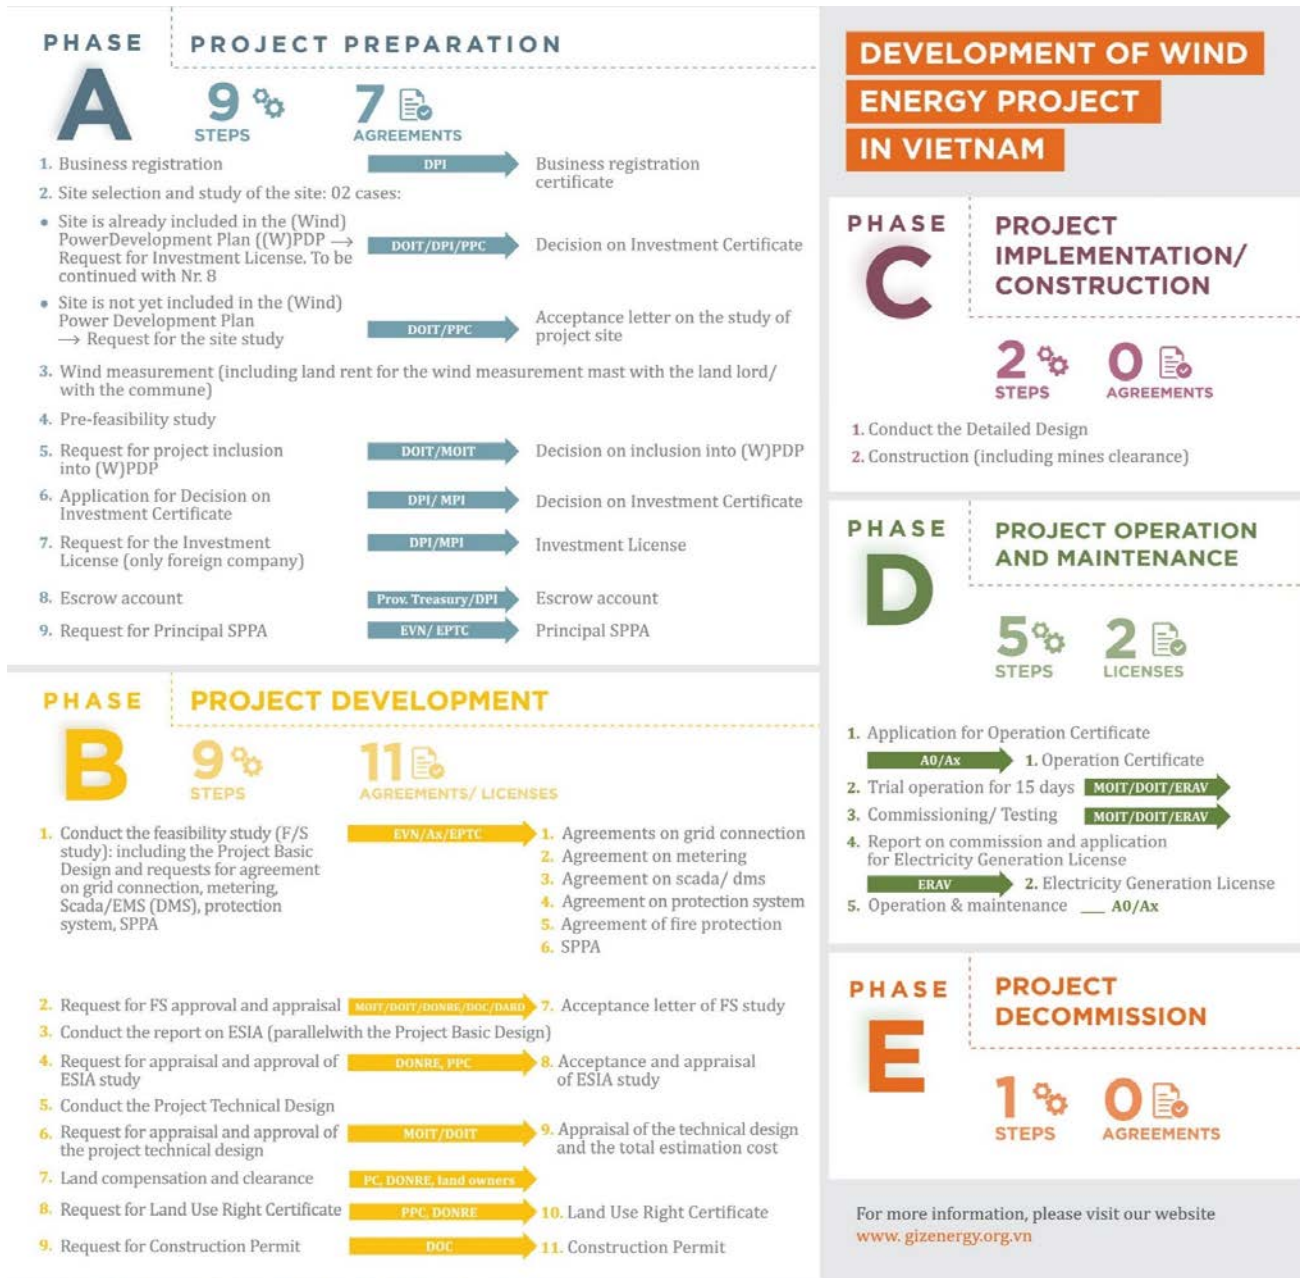 PHASE
A
PROJECT PREPARATION
9
STEPS
7
AGREEMENTS
1. Business registration
DPI
Business registration
certificate
2. Site selection and study of the site: 02 cases:
• Site is already included in the (Wind)
PowerDevelopment Plan ((W)PDP →
Request for Investment License. To be
continued with Nr. 8
DOIT/DPI/PPC
Decision on Investment Certificate
• Site is not yet included in the (Wind)
Power Development Plan
→ Request for the site study
DOIT/PPC
Acceptance letter on the study of
project site
3. Wind measurement (including land rent for the wind measurement mast with the land lord/
with the commune)
4. Pre-feasibility study
5. Request for project inclusion
into (W)PDP
DOIT/MOIT
Decision on inclusion into (W)PDP
6. Application for Decision on
Investment Certificate
DPI/ MPI
Decision on Investment Certificate
7. Request for the Investment
License (only foreign company)
DPI/MPI
Investment License
8. Escrow account
Prov. Treasury/DPI
Escrow account
9. Request for Principal SPPA
EVN/ EPTC
Principal SPPA
PHASE
B
PROJECT DEVELOPMENT
9
STEPS
11
AGREEMENTS/ LICENSES
1. Conduct the feasibility study (F/S
study): including the Project Basic
Design and requests for agreement
on grid connection, metering,
Scada/EMS (DMS), protection
system, SPPA
EVN/Ax/EPTC
1. Agreements on grid connection
2. Agreement on metering
3. Agreement on scada/ dms
4. Agreement on protection system
5. Agreement of fire protection
6. SPPA
2. Request for FS approval and appraisal
MOIT/DOIT/DONRE/DOC/DARD
7. Acceptance letter of FS study
3. Conduct the report on ESIA (parallelwith the Project Basic Design)
4. Request for appraisal and approval of
ESIA study
DONRE, PPC
8. Acceptance and appraisal
of ESIA study
5. Conduct the Project Technical Design
6. Request for appraisal and approval of
the project technical design
MOIT/DOIT
9. Appraisal of the technical design
and the total estimation cost
7. Land compensation and clearance
PC, DONRE, land owners
8. Request for Land Use Right Certificate
PPC, DONRE
10. Land Use Right Certificate
9. Request for Construction Permit
DOC
11. Construction Permit
DEVELOPMENT OF WIND
ENERGY PROJECT
IN VIETNAM
PHASE
C
PROJECT
IMPLEMENTATION/
CONSTRUCTION
2
STEPS
0
AGREEMENTS
1. Conduct the Detailed Design
2. Construction (including mines clearance)
PHASE
D
PROJECT OPERATION
AND MAINTENANCE
5
STEPS
2
LICENSES
1. Application for Operation Certificate
A0/Ax
1. Operation Certificate
2. Trial operation for 15 days
MOIT/DOIT/ERAV
3. Commissioning/ Testing
MOIT/DOIT/ERAV
4. Report on commission and application
for Electricity Generation License
ERAV
2. Electricity Generation License
5. Operation & maintenance ___ A0/Ax
PHASE
E
PROJECT
DECOMMISSION
1
STEPS
0
AGREEMENTS
For more information, please visit our website
www. gizenergy.org.vn